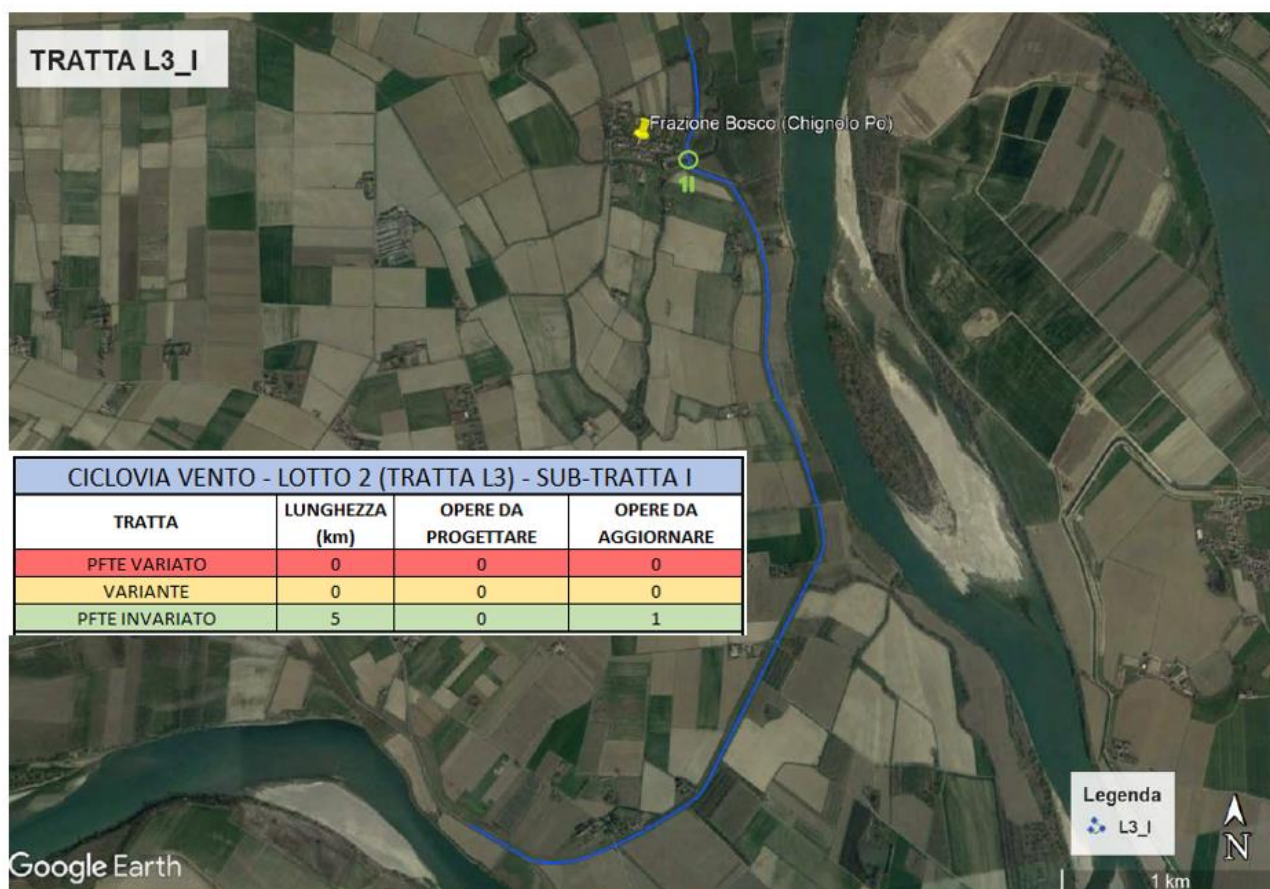 TRATTA L3_I
Frazione Bosco (Chignolo Po)
1I
CICLOVIA VENTO - LOTTO 2 (TRATTA L3) - SUB-TRATTA I
TRATTA LUNGHEZZA (km) OPERE DA PROGETTARE OPERE DA AGGIORNARE
PFTE VARIATO 0 0 0
VARIANTE 0 0 0
PFTE INVARIATO 5 0 1
Legenda
L3_I
N
Google Earth
1 km